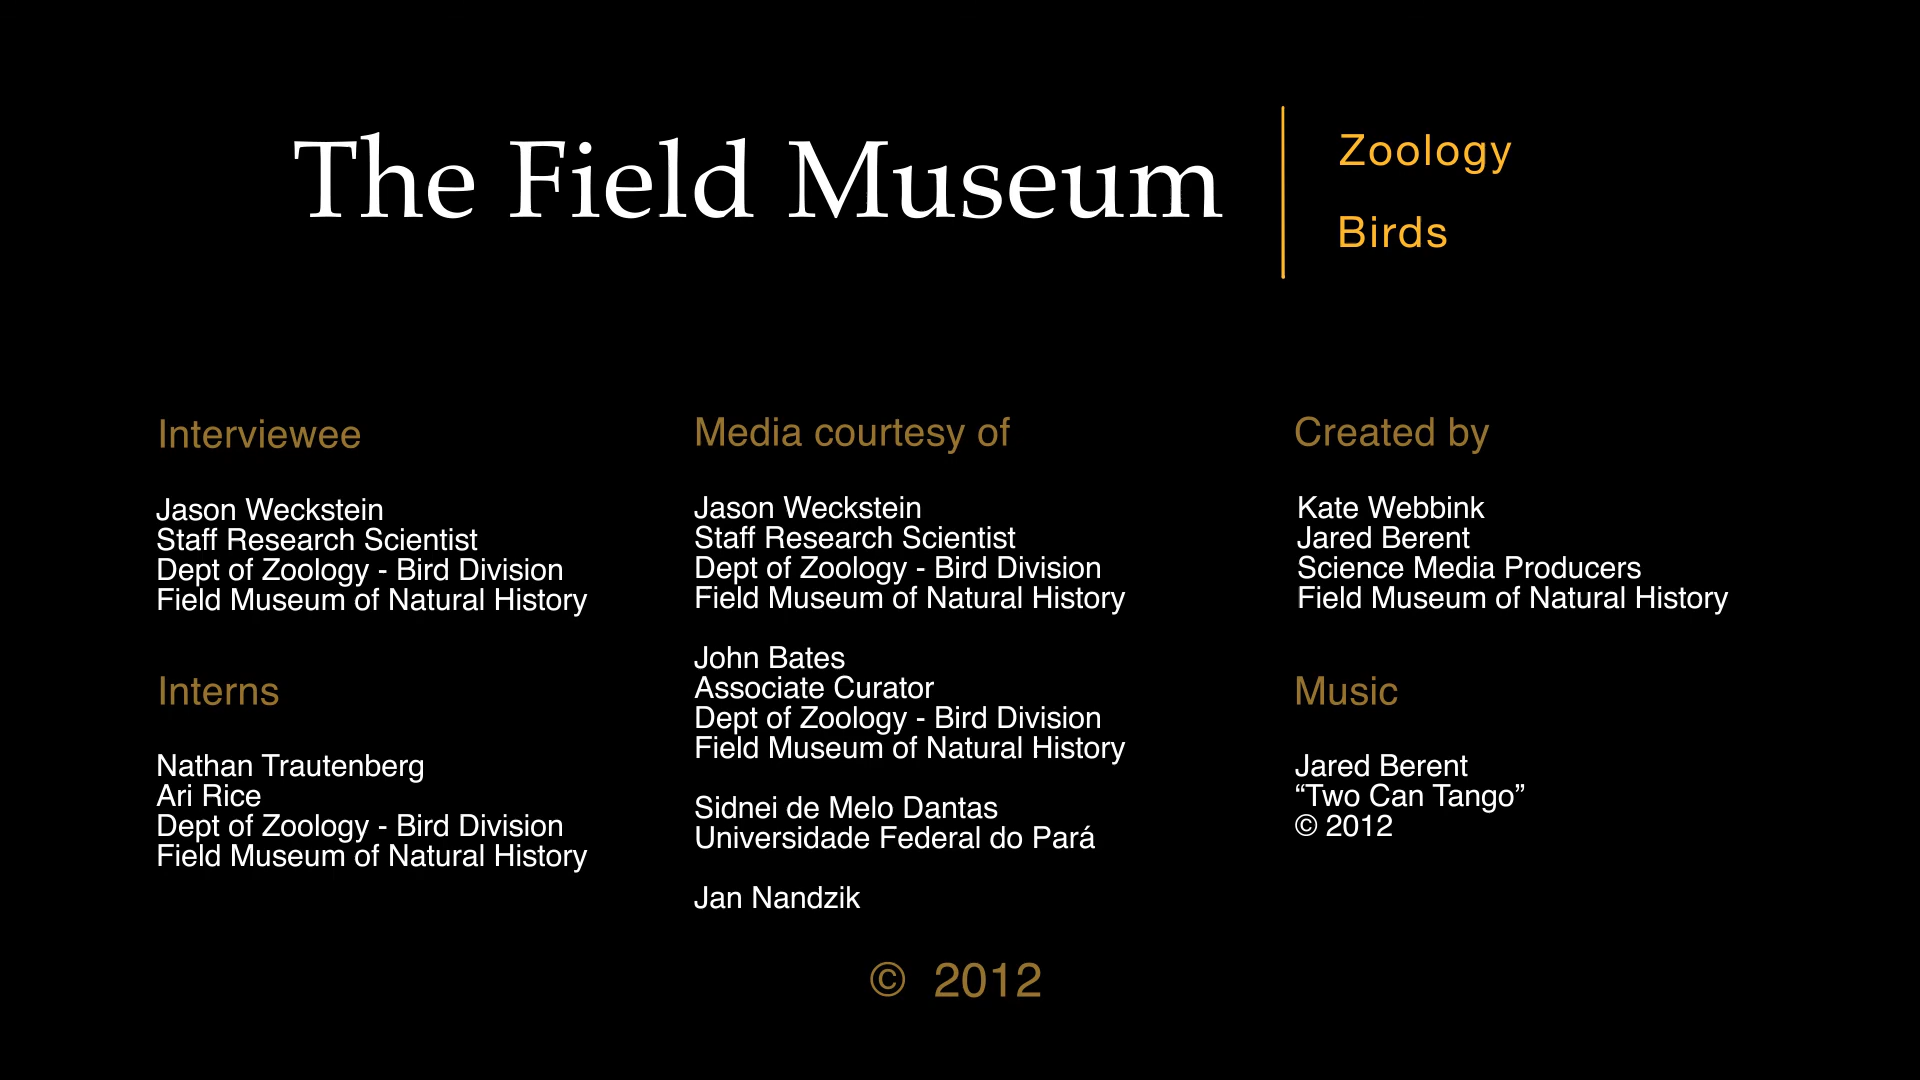 The Field Museum
Zoology
Birds
Interviewee
Jason Weckstein
Staff Research Scientist
Dept of Zoology - Bird Division
Field Museum of Natural History
Interns
Nathan Trautenberg
Ari Rice
Dept of Zoology - Bird Division
Field Museum of Natural History
Media courtesy of
Jason Weckstein
Staff Research Scientist
Dept of Zoology - Bird Division
Field Museum of Natural History
John Bates
Associate Curator
Dept of Zoology - Bird Division
Field Museum of Natural History
Sidnei de Melo Dantas
Universidade Federal do Pará
Jan Nandzik
Created by
Kate Webbink
Jared Berent
Science Media Producers
Field Museum of Natural History
Music
Jared Berent
“Two Can Tango”
© 2012
© 2012